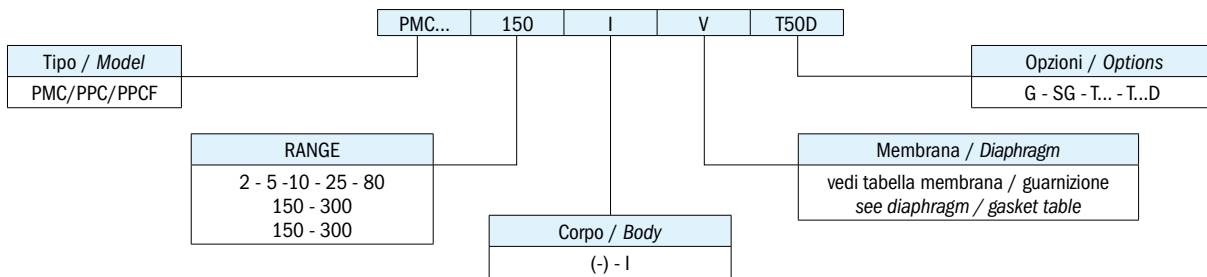 PMC... 150 I V T50D
Tipo / Model
PMC/PPC/PPCF
Opzioni / Options
G - SG - T... - T...D
RANGE
2 - 5 -10 - 25 - 80
150 - 300
150 - 300
Membrana / Diaphragm
vedi tabella membrana / guarnizione
see diaphragm / gasket table
Corpo / Body
(-) - I